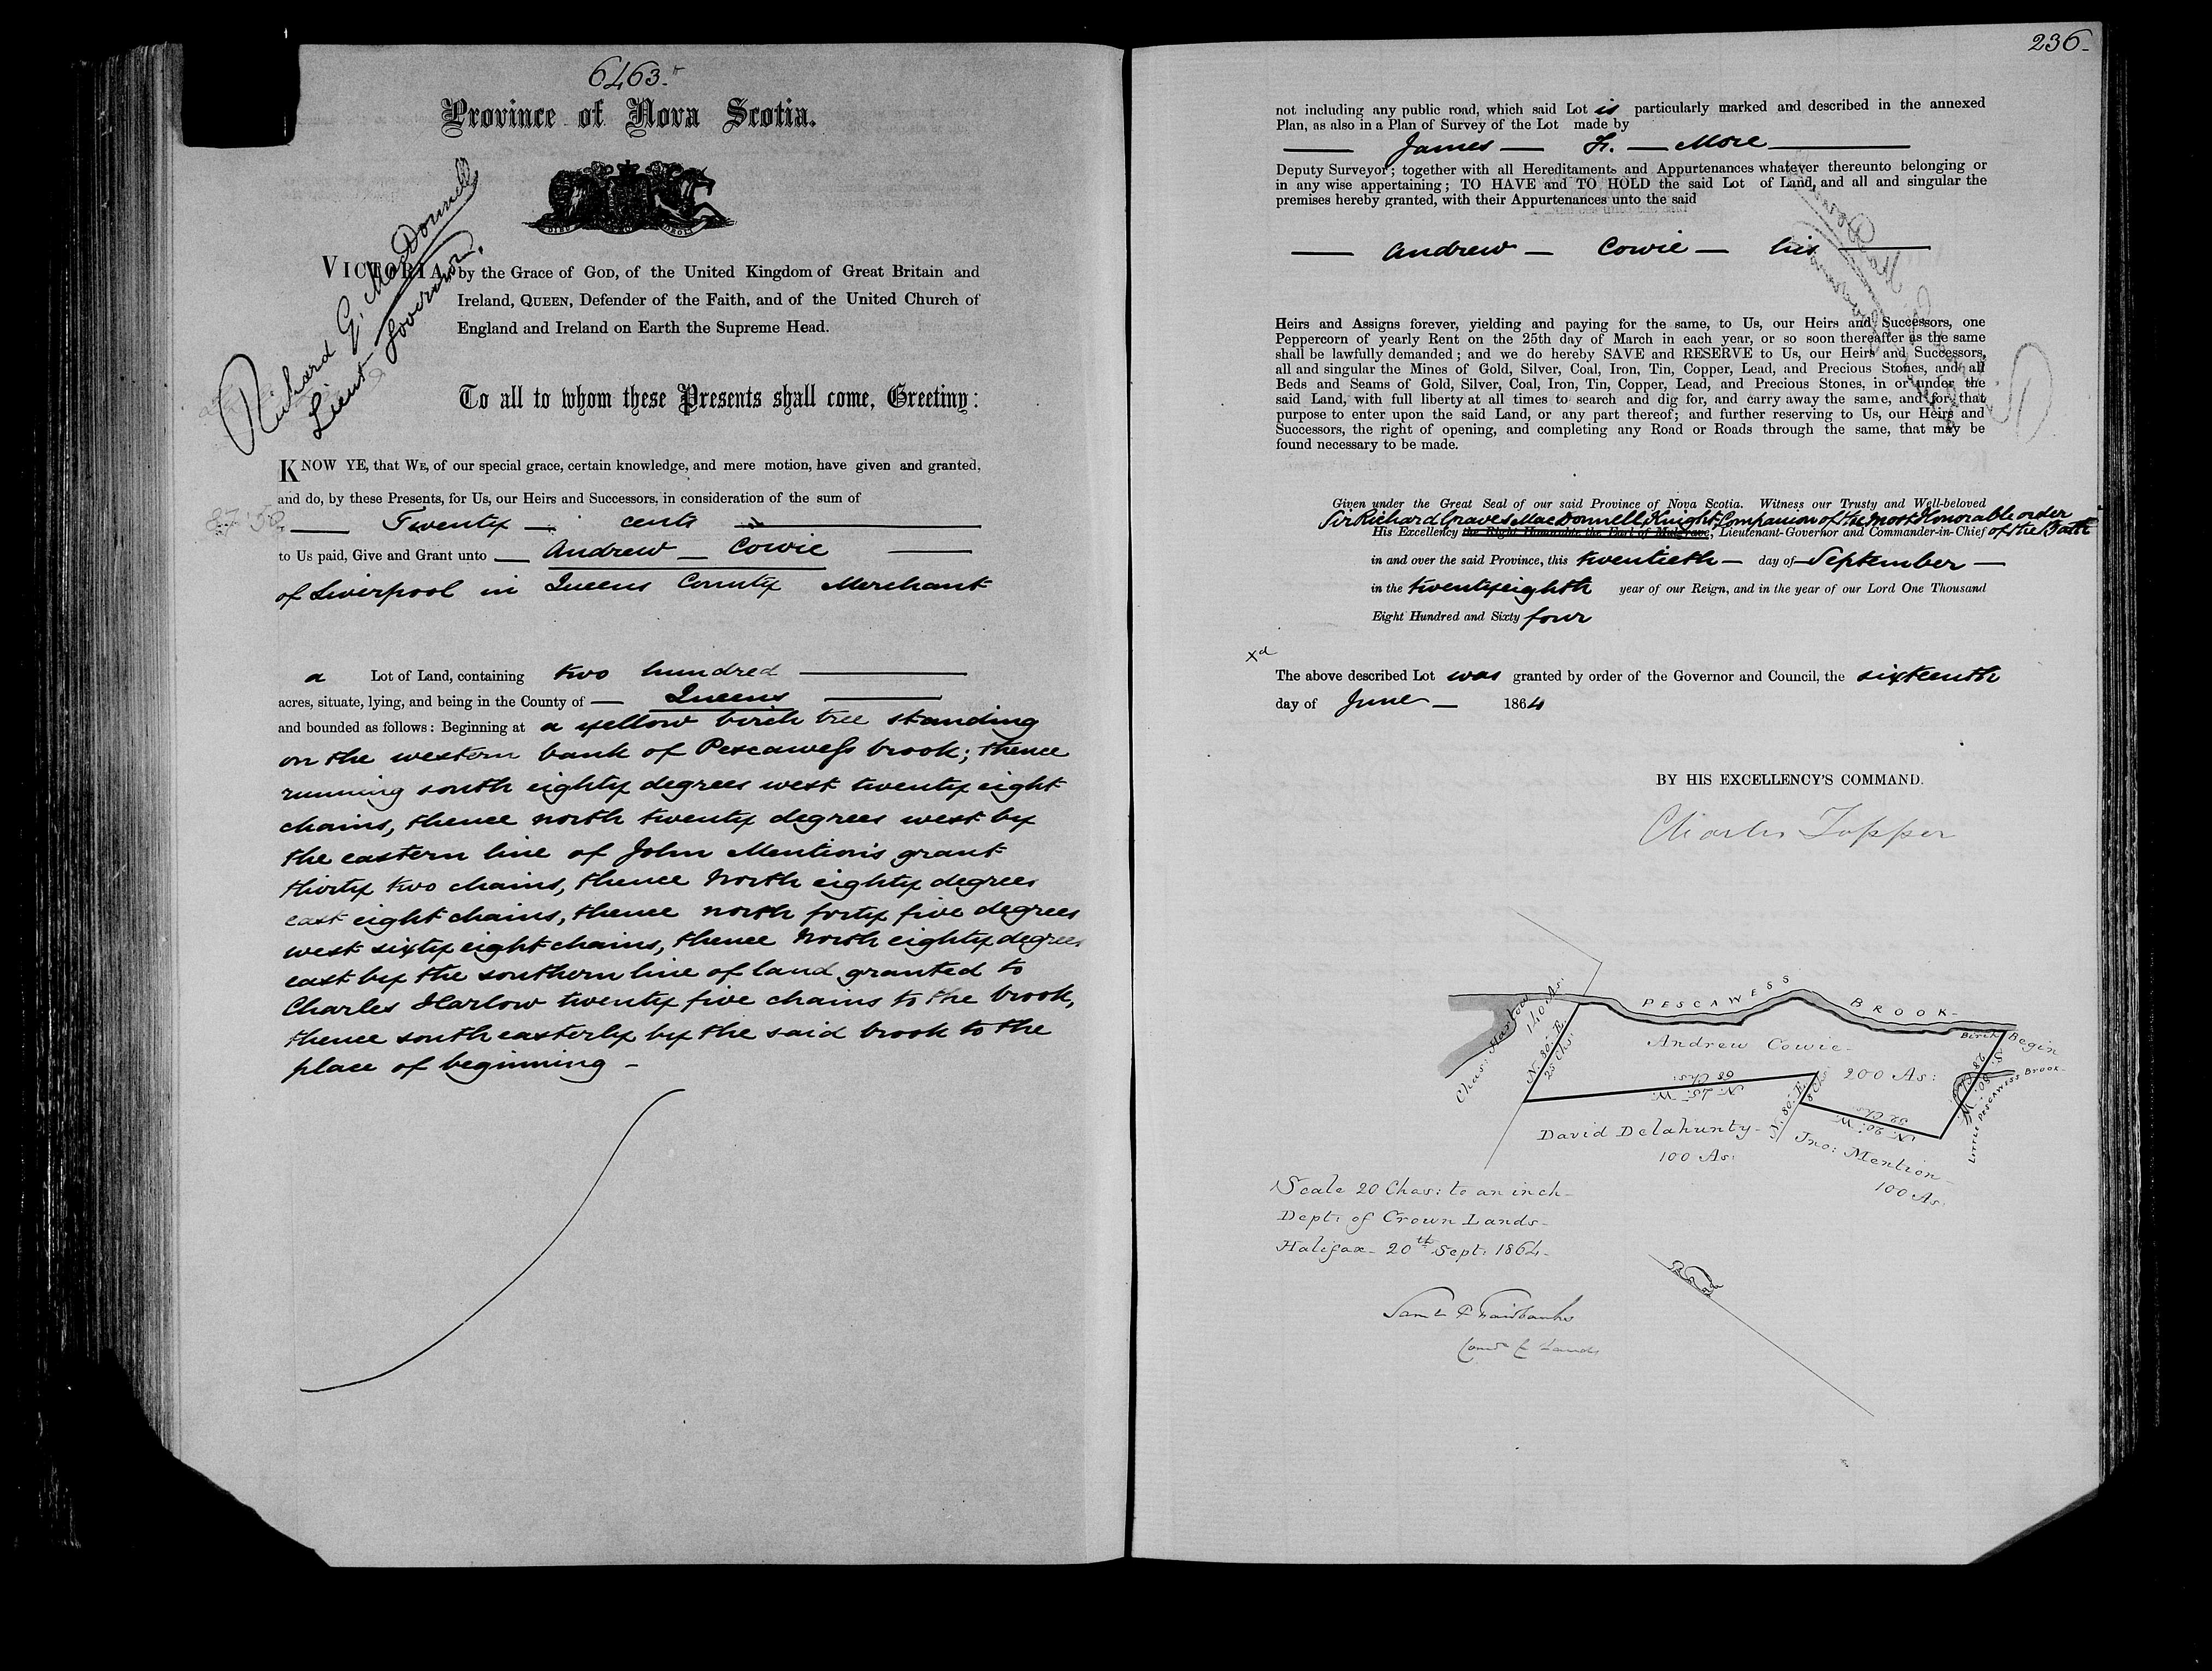 6463.
Province of Nova Scotia.
Richard G. MacDonnell
Lieut Governor.
VICTORIA, by the Grace of GOD, of the United Kingdom of Great Britain and
Ireland, QUEEN, Defender of the Faith, and of the United Church of
England and Ireland on Earth the Supreme Head.
To all to whom these Presents shall come, Greeting:
KNOW YE, that WE, of our special grace, certain knowledge, and mere motion, have given and granted,
and do, by these Presents, for Us, our Heirs and Successors, in consideration of the sum of
87.50
Twenty — cents
to Us paid, Give and Grant unto — Andrew — Cowie
of Liverpool in Queens County Merchant
a Lot of Land, containing two hundred
acres, situate, lying, and being in the County of — Queens
and bounded as follows: Beginning at a yellow birch tree standing
on the western bank of Pescawess brook; thence
running south eighty degrees west twenty eight
chains, thence north twenty degrees west by
the eastern line of John Mention's grant
thirty two chains, thence North eighty degrees
east eight chains, thence north forty five degrees
west sixty eight chains, thence North eighty degrees
east by the southern line of land granted to
Charles Harlow twenty five chains to the brook,
thence south easterly by the said brook to the
place of beginning –
236.
not including any public road, which said Lot is particularly marked and described in the annexed
Plan, as also in a Plan of Survey of the Lot made by
James — F. — More
Deputy Surveyor; together with all Hereditaments and Appurtenances whatever thereunto belonging or
in any wise appertaining; TO HAVE and TO HOLD the said Lot of Land, and all and singular the
premises hereby granted, with their Appurtenances unto the said
Andrew — Cowie — his
Heirs and Assigns forever, yielding and paying for the same, to Us, our Heirs and Successors, one
Peppercorn of yearly Rent on the 25th day of March in each year, or so soon thereafter as the same
shall be lawfully demanded; and we do hereby SAVE and RESERVE to Us, our Heirs and Successors,
all and singular the Mines of Gold, Silver, Coal, Iron, Tin, Copper, Lead, and Precious Stones, and all
Beds and Seams of Gold, Silver, Coal, Iron, Tin, Copper, Lead, and Precious Stones, in or under the
said Land, with full liberty at all times to search and dig for, and carry away the same, and for that
purpose to enter upon the said Land, or any part thereof; and further reserving to Us, our Heirs and
Successors, the right of opening, and completing any Road or Roads through the same, that may be
found necessary to be made.
Given under the Great Seal of our said Province of Nova Scotia. Witness our Trusty and Well-beloved
Sir Richard Graves MacDonnell, Knight, Companion of the most Honorable order
His Excellency the Right Honorable the Earl of Mulgrave, Lieutenant-Governor and Commander-in-Chief of the Bath
in and over the said Province, this twentieth — day of September —
in the twenty eighth year of our Reign, and in the year of our Lord One Thousand
Eight Hundred and Sixty four
xd
The above described Lot was granted by order of the Governor and Council, the sixteenth
day of June — 1864
BY HIS EXCELLENCY'S COMMAND.
Charles Tupper
PESCAWESS BROOK
Chas: Harlow
140 As.
N. 80. E.
25 Chs.
Andrew Cowie
200 As:
Birch
Begin
S. 80. W.
28 Chs.
LITTLE PESCAWESS Brook
68 Chs:
N. 45. W.
N. 80. E.
8 Chs
32 Chs
N. 20. W.
David Delahunty
100 As:
Jno: Mention
100 As.
Scale 20 Chas: to an inch
Dept: of Crown Lands
Halifax 20th Sept: 1864
Saml P Fairbanks
Comr C Lands